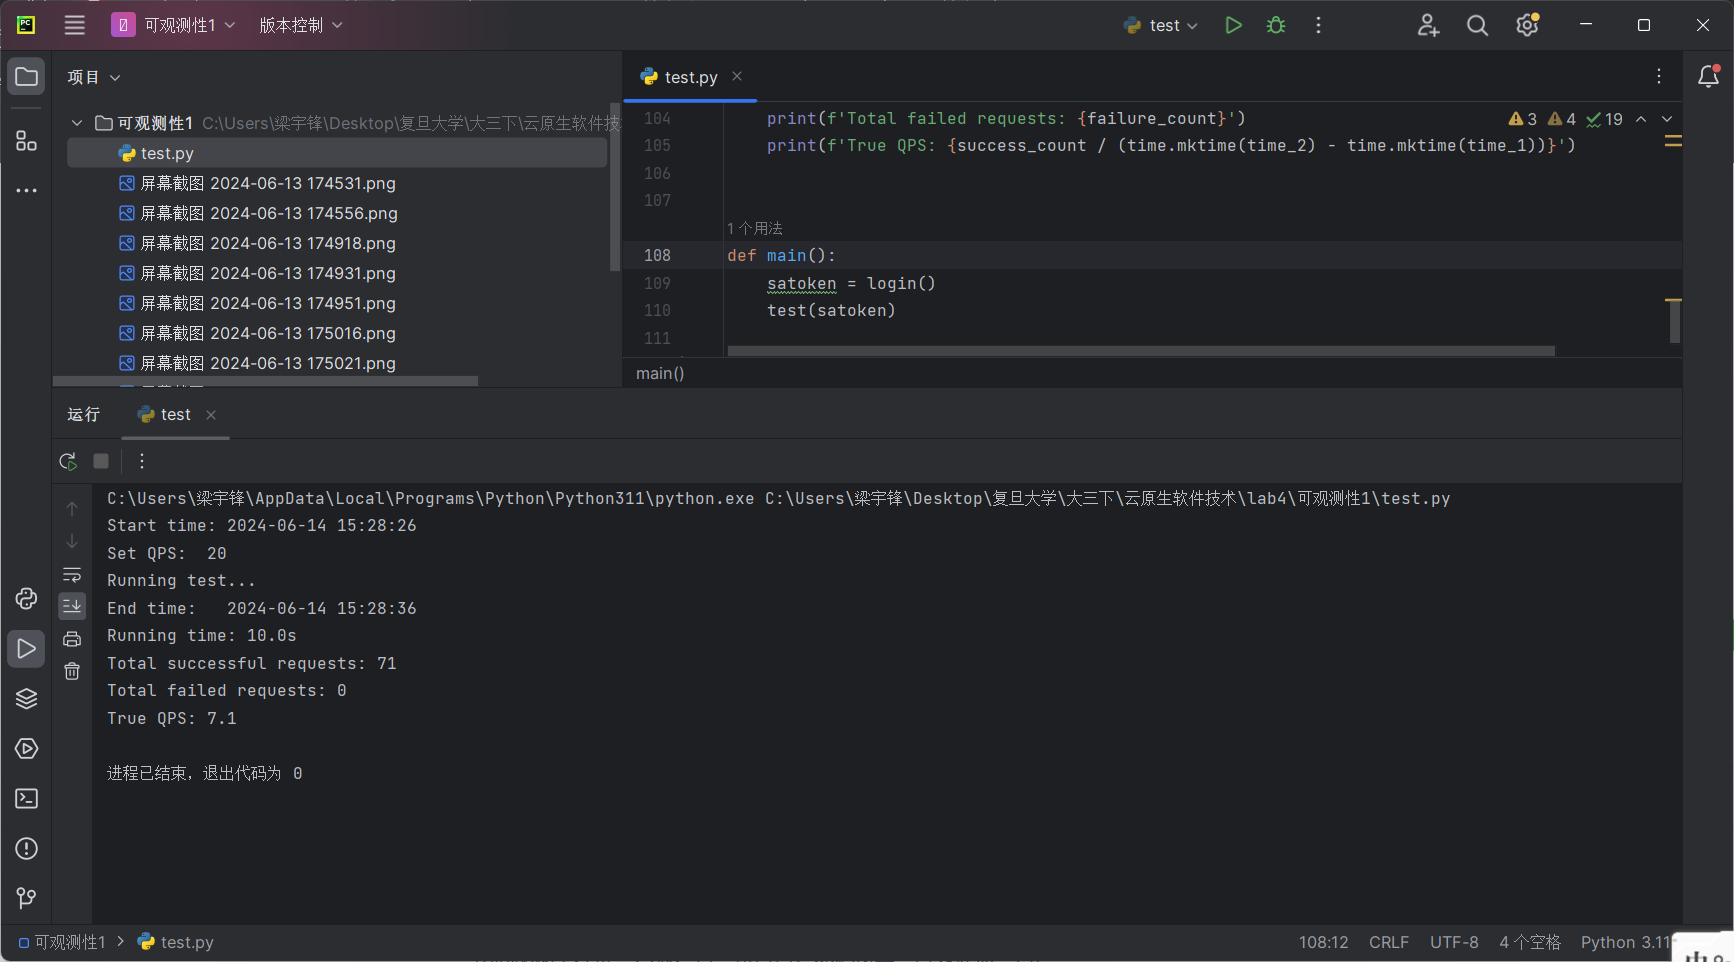 可观测性1
版本控制
test
项目
test.py
可观测性1 C:\Users\梁宇锋\Desktop\复旦大学\大三下\云原生软件技
test.py
屏幕截图 2024-06-13 174531.png
屏幕截图 2024-06-13 174556.png
屏幕截图 2024-06-13 174918.png
屏幕截图 2024-06-13 174931.png
屏幕截图 2024-06-13 174951.png
屏幕截图 2024-06-13 175016.png
屏幕截图 2024-06-13 175021.png
104 print(f'Total failed requests: {failure_count}')
3 4 19
105 print(f'True QPS: {success_count / (time.mktime(time_2) - time.mktime(time_1))}')
106
107
1 个用法
108 def main():
109 satoken = login()
110 test(satoken)
111
main()
运行 test
C:\Users\梁宇锋\AppData\Local\Programs\Python\Python311\python.exe C:\Users\梁宇锋\Desktop\复旦大学\大三下\云原生软件技术\lab4\可观测性1\test.py
Start time: 2024-06-14 15:28:26
Set QPS:  20
Running test...
End time:   2024-06-14 15:28:36
Running time: 10.0s
Total successful requests: 71
Total failed requests: 0
True QPS: 7.1
进程已结束，退出代码为 0
可观测性1 > test.py
108:12 CRLF UTF-8 4 个空格 Python 3.11